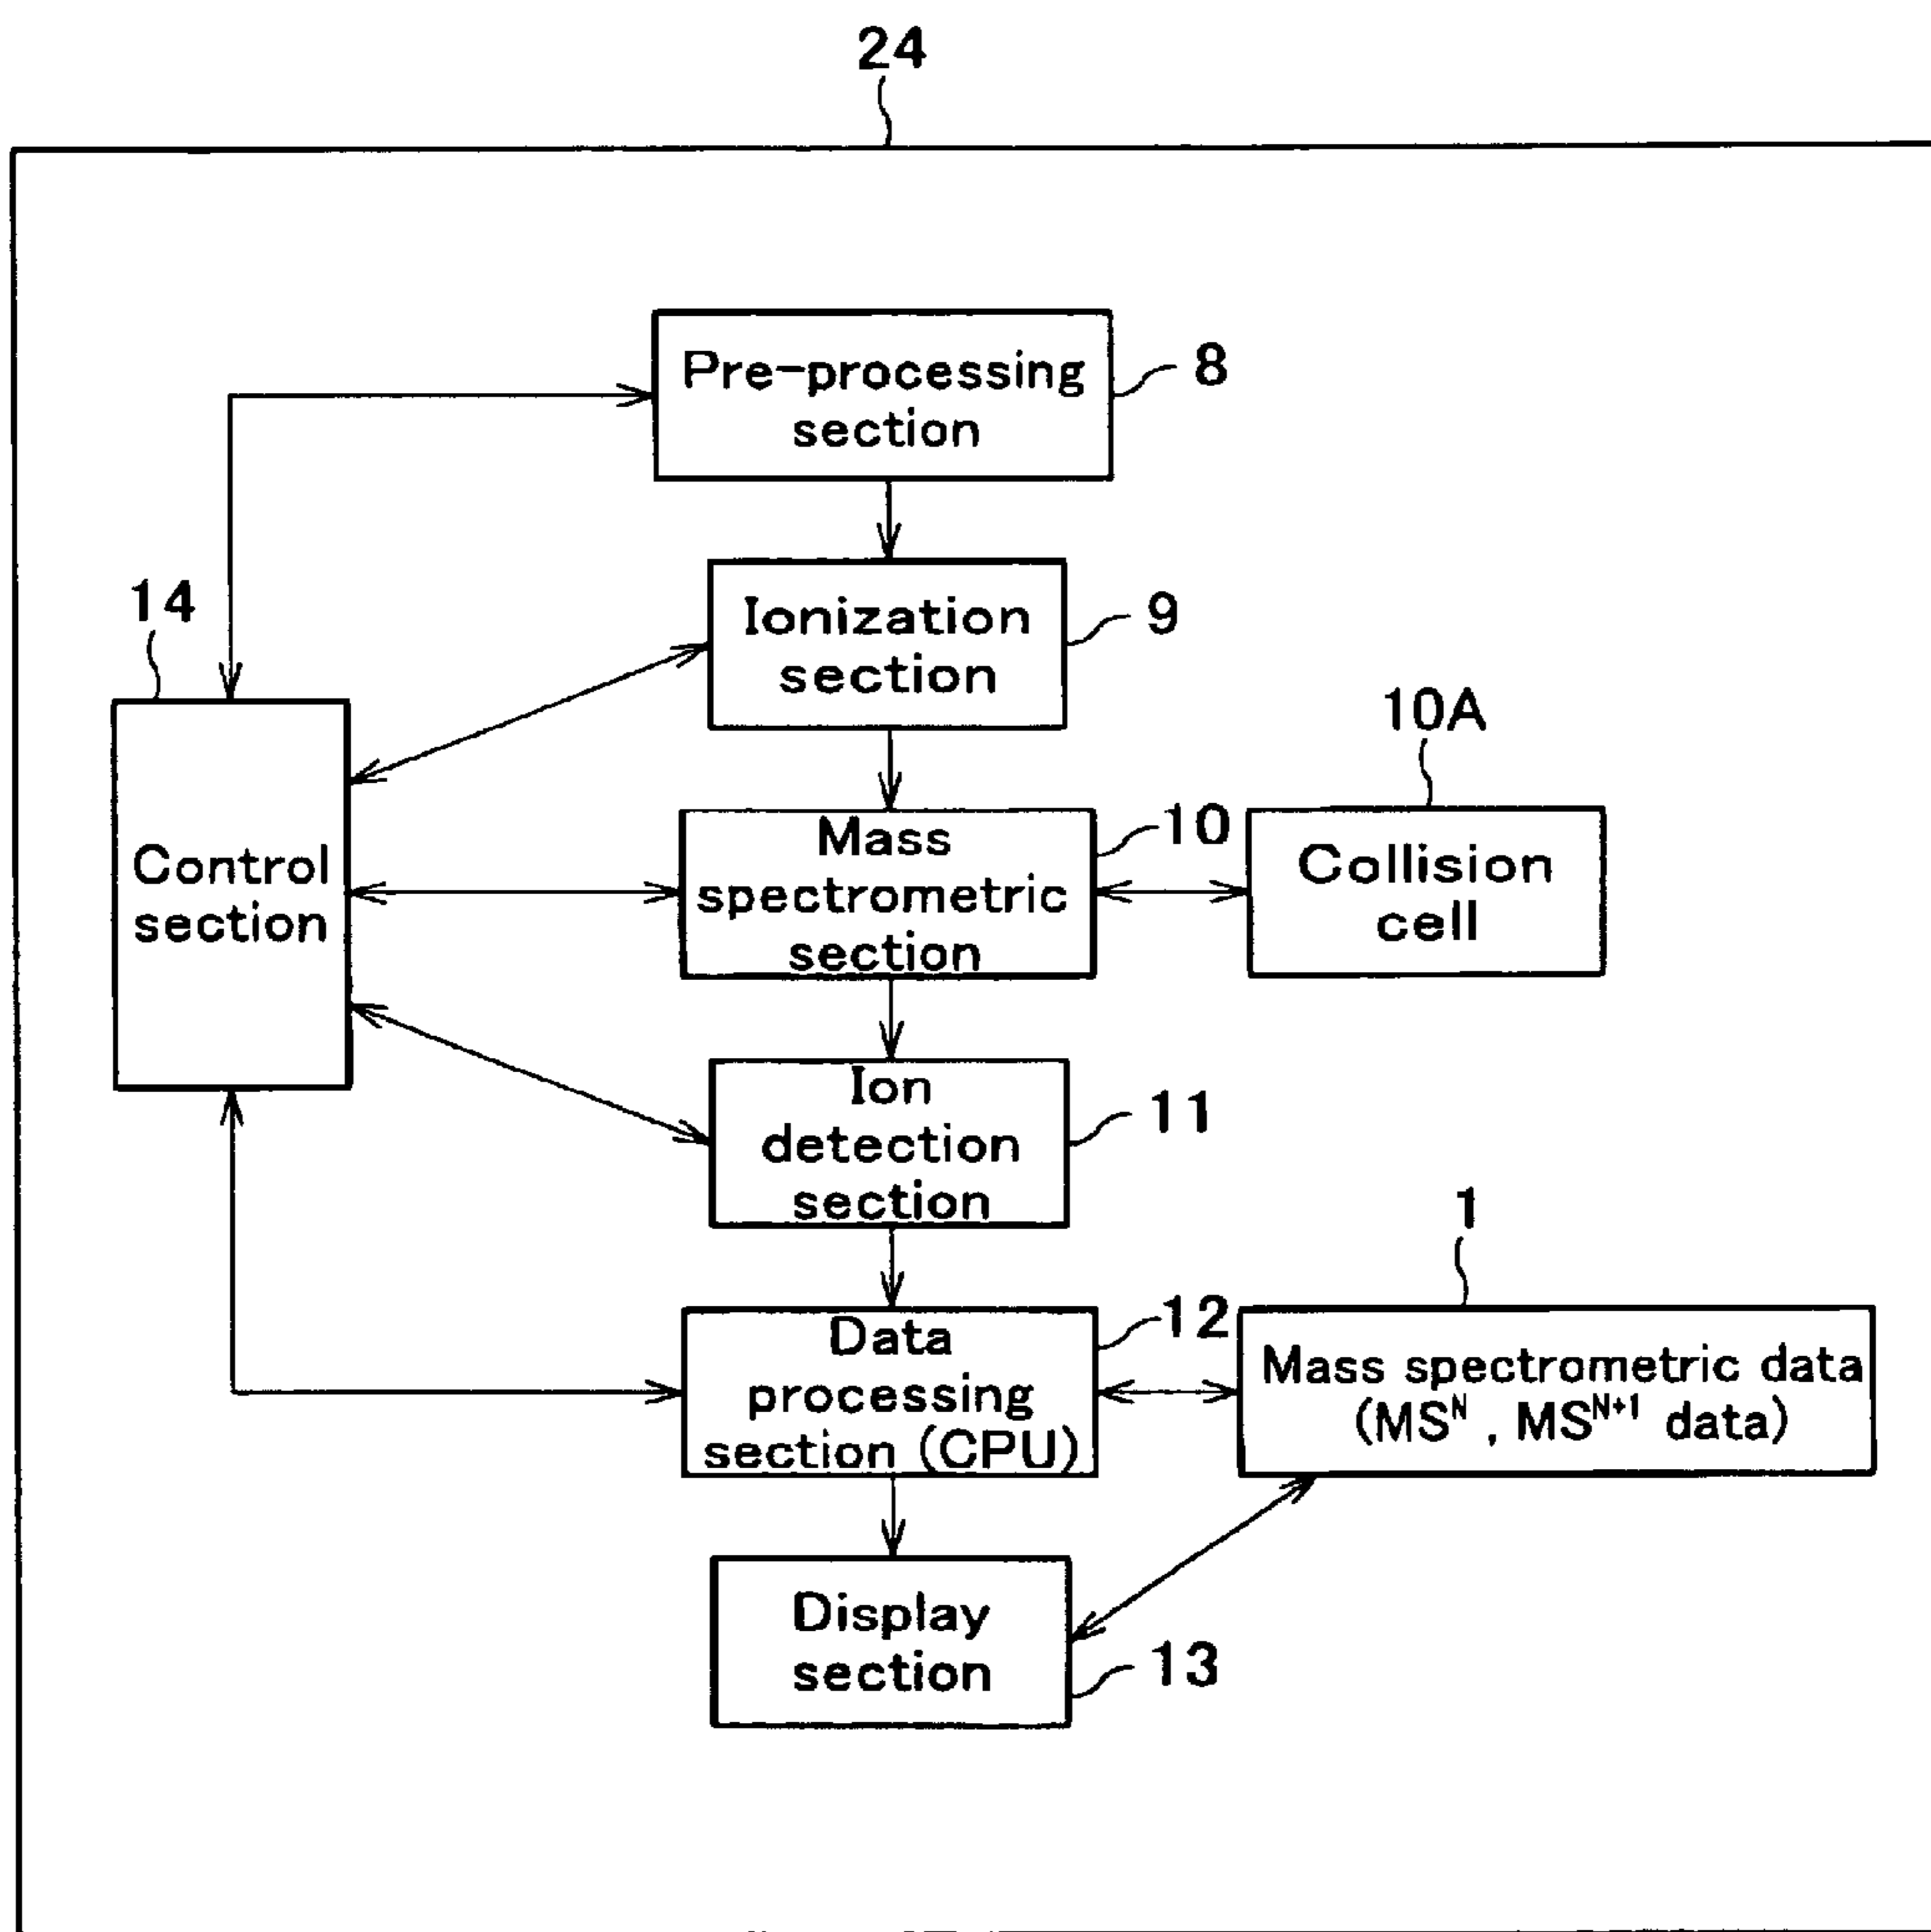 24
Pre-processing
section
8
Ionization
section
9
14
Control
section
Mass
spectrometric
section
10
10A
Collision
cell
Ion
detection
section
11
Data
processing
section (CPU)
12
1
Mass spectrometric data
(MS^N, MS^N+1 data)
Display
section
13